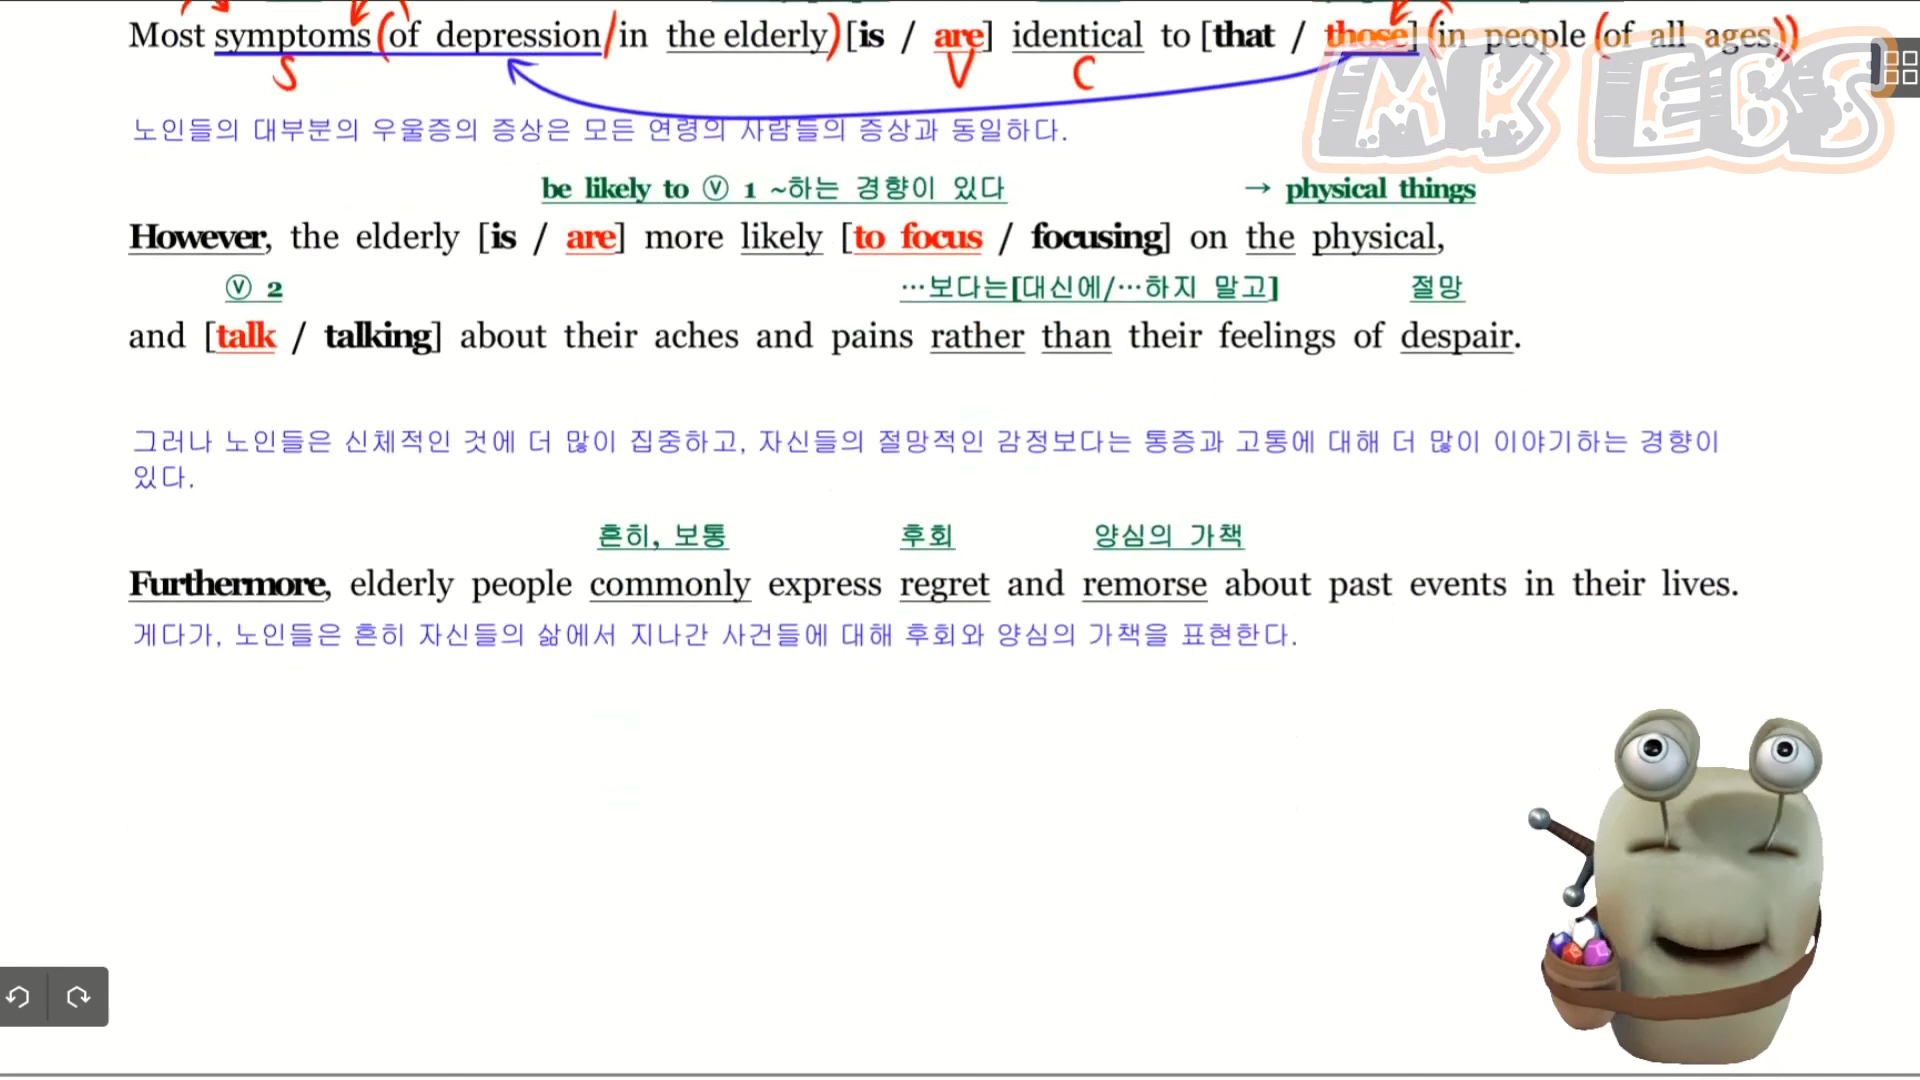 Most symptoms (of depression/in the elderly) [is / are] identical to [that / those] (in people (of all ages.))
S V C
노인들의 대부분의 우울증의 증상은 모든 연령의 사람들의 증상과 동일하다.
MK EBS
be likely to ⓥ 1 ~하는 경향이 있다 → physical things
However, the elderly [is / are] more likely [to focus / focusing] on the physical,
ⓥ 2 …보다는[대신에/…하지 말고] 절망
and [talk / talking] about their aches and pains rather than their feelings of despair.
그러나 노인들은 신체적인 것에 더 많이 집중하고, 자신들의 절망적인 감정보다는 통증과 고통에 대해 더 많이 이야기하는 경향이
있다.
흔히, 보통 후회 양심의 가책
Furthermore, elderly people commonly express regret and remorse about past events in their lives.
게다가, 노인들은 흔히 자신들의 삶에서 지나간 사건들에 대해 후회와 양심의 가책을 표현한다.